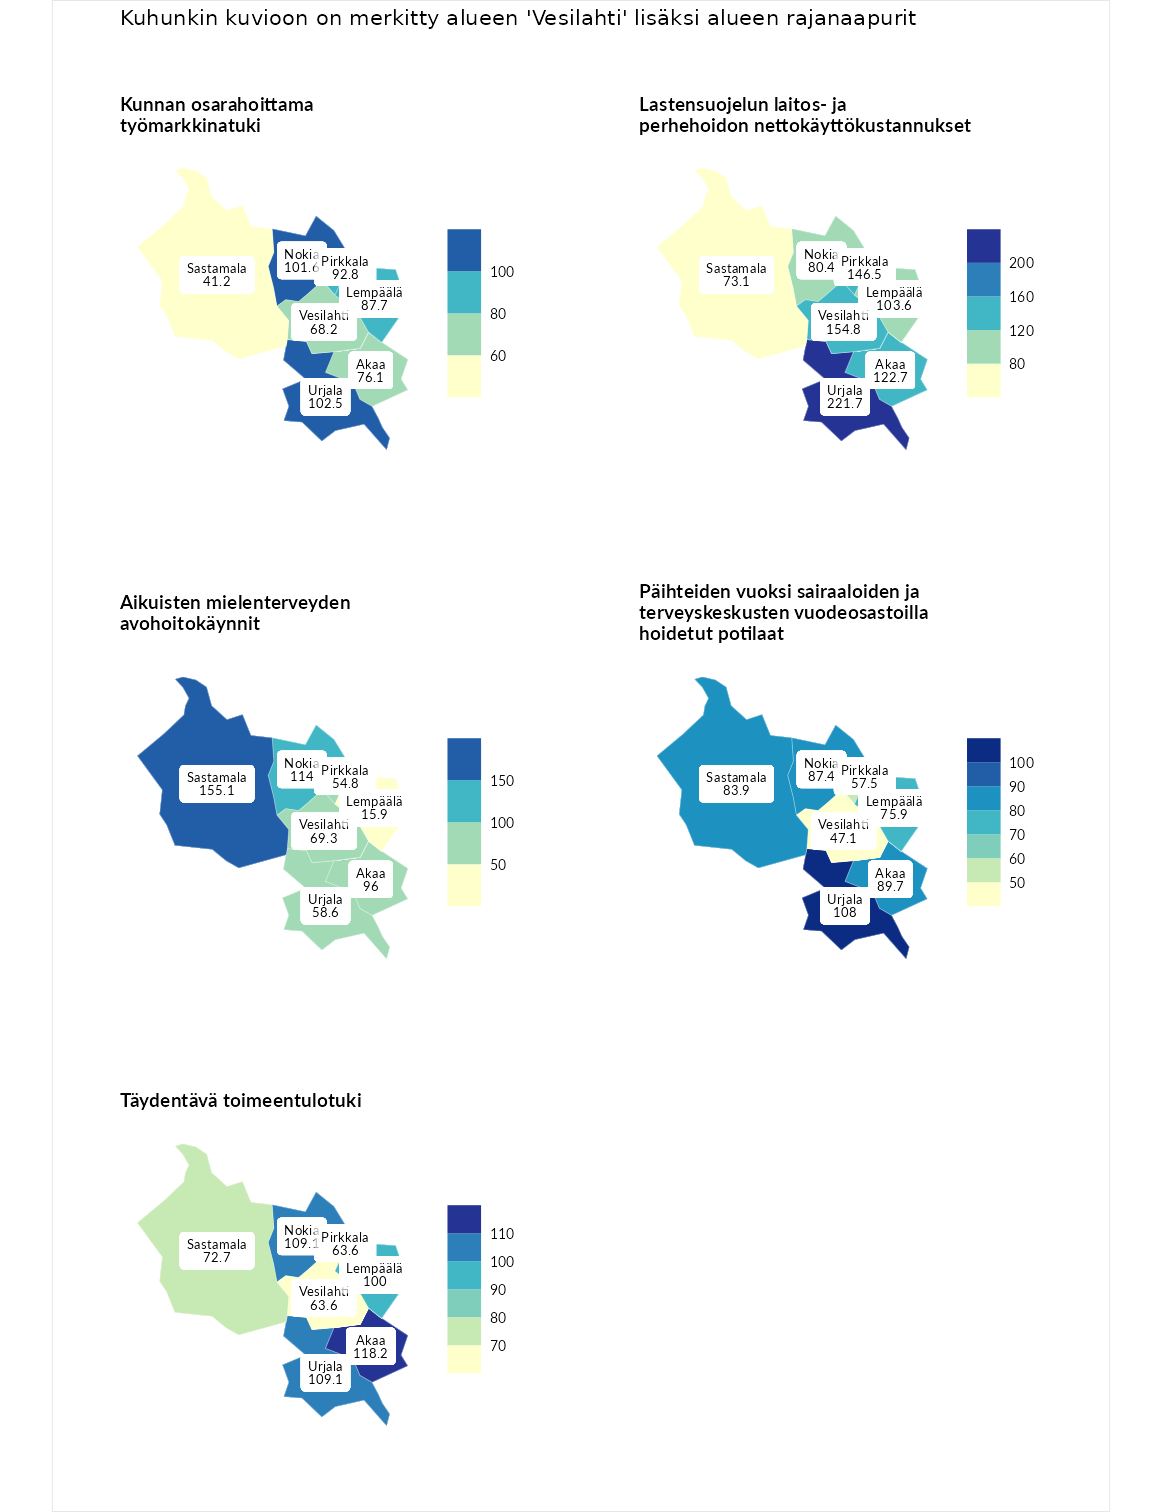 Kuhunkin kuvioon on merkitty alueen 'Vesilahti' lisäksi alueen rajanaapurit
Kunnan osarahoittama
työmarkkinatuki
Sastamala
41.2
Nokia
101.6
Pirkkala
92.8
Lempäälä
87.7
Vesilahti
68.2
Akaa
76.1
Urjala
102.5
100
80
60
Lastensuojelun laitos- ja
perhehoidon nettokäyttökustannukset
Sastamala
73.1
Nokia
80.4
Pirkkala
146.5
Lempäälä
103.6
Vesilahti
154.8
Akaa
122.7
Urjala
221.7
200
160
120
80
Aikuisten mielenterveyden
avohoitokäynnit
Sastamala
155.1
Nokia
114
Pirkkala
54.8
Lempäälä
15.9
Vesilahti
69.3
Akaa
96
Urjala
58.6
150
100
50
Päihteiden vuoksi sairaaloiden ja
terveyskeskusten vuodeosastoilla
hoidetut potilaat
Sastamala
83.9
Nokia
87.4
Pirkkala
57.5
Lempäälä
75.9
Vesilahti
47.1
Akaa
89.7
Urjala
108
100
90
80
70
60
50
Täydentävä toimeentulotuki
Sastamala
72.7
Nokia
109.1
Pirkkala
63.6
Lempäälä
100
Vesilahti
63.6
Akaa
118.2
Urjala
109.1
110
100
90
80
70